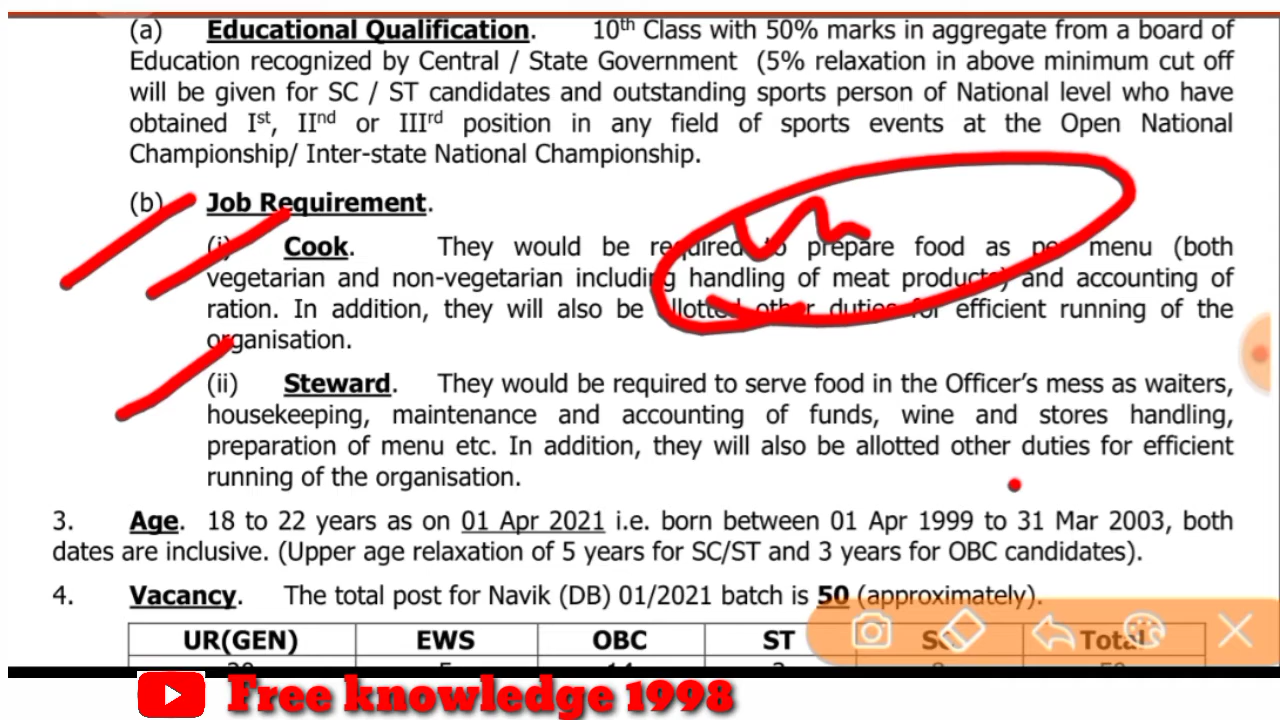 (a) Educational Qualification. 10th Class with 50% marks in aggregate from a board of
Education recognized by Central / State Government (5% relaxation in above minimum cut off
will be given for SC / ST candidates and outstanding sports person of National level who have
obtained Ist, IInd or IIIrd position in any field of sports events at the Open National
Championship/ Inter-state National Championship.
(b) Job Requirement.
(i) Cook. They would be required to prepare food as per menu (both
vegetarian and non-vegetarian including handling of meat products) and accounting of
ration. In addition, they will also be allotted other duties for efficient running of the
organisation.
(ii) Steward. They would be required to serve food in the Officer's mess as waiters,
housekeeping, maintenance and accounting of funds, wine and stores handling,
preparation of menu etc. In addition, they will also be allotted other duties for efficient
running of the organisation.
3. Age. 18 to 22 years as on 01 Apr 2021 i.e. born between 01 Apr 1999 to 31 Mar 2003, both
dates are inclusive. (Upper age relaxation of 5 years for SC/ST and 3 years for OBC candidates).
4. Vacancy. The total post for Navik (DB) 01/2021 batch is 50 (approximately).
UR(GEN) EWS OBC ST SC Total
Free knowledge 1998